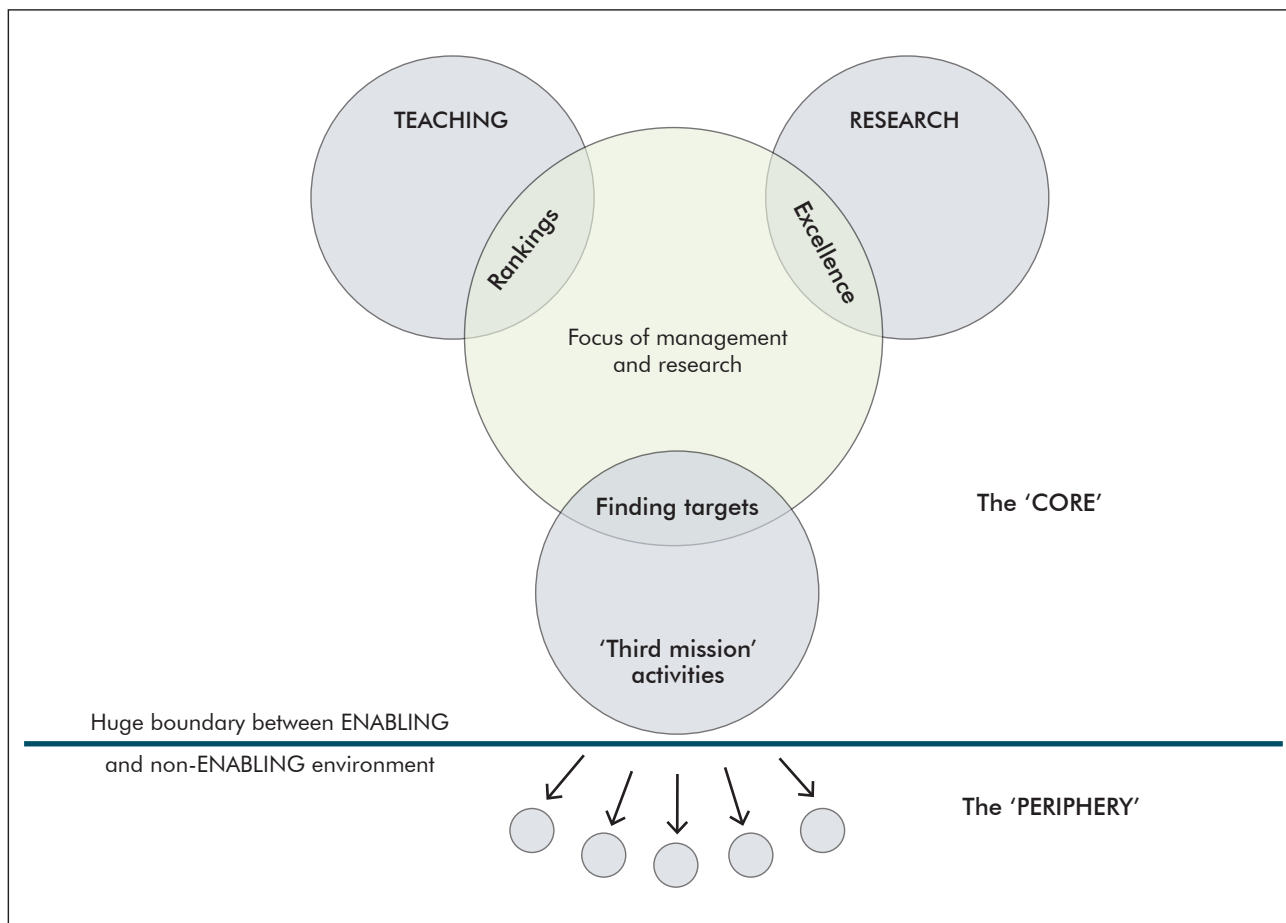 TEACHING
RESEARCH
Rankings
Excellence
Focus of management
and research
Finding targets
The ‘CORE’
‘Third mission’
activities
Huge boundary between ENABLING
and non-ENABLING environment
The ‘PERIPHERY’